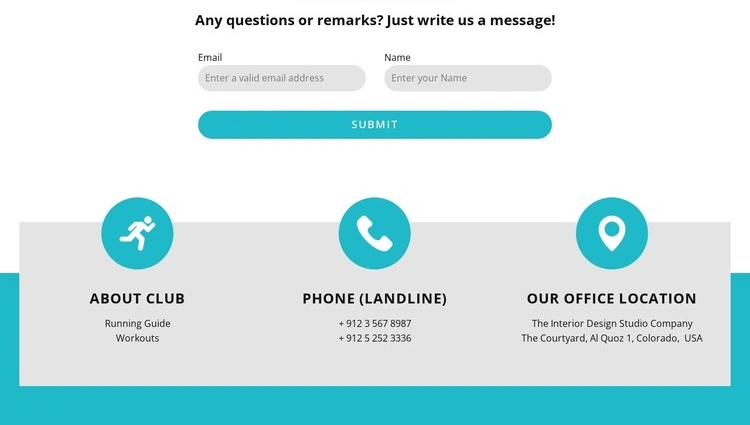 Any questions or remarks? Just write us a message!
Email
Name
Enter a valid email address
Enter your Name
SUBMIT
ABOUT CLUB
Running Guide
Workouts
PHONE (LANDLINE)
+ 912 3 567 8987
+ 912 5 252 3336
OUR OFFICE LOCATION
The Interior Design Studio Company
The Courtyard, Al Quoz 1, Colorado,  USA